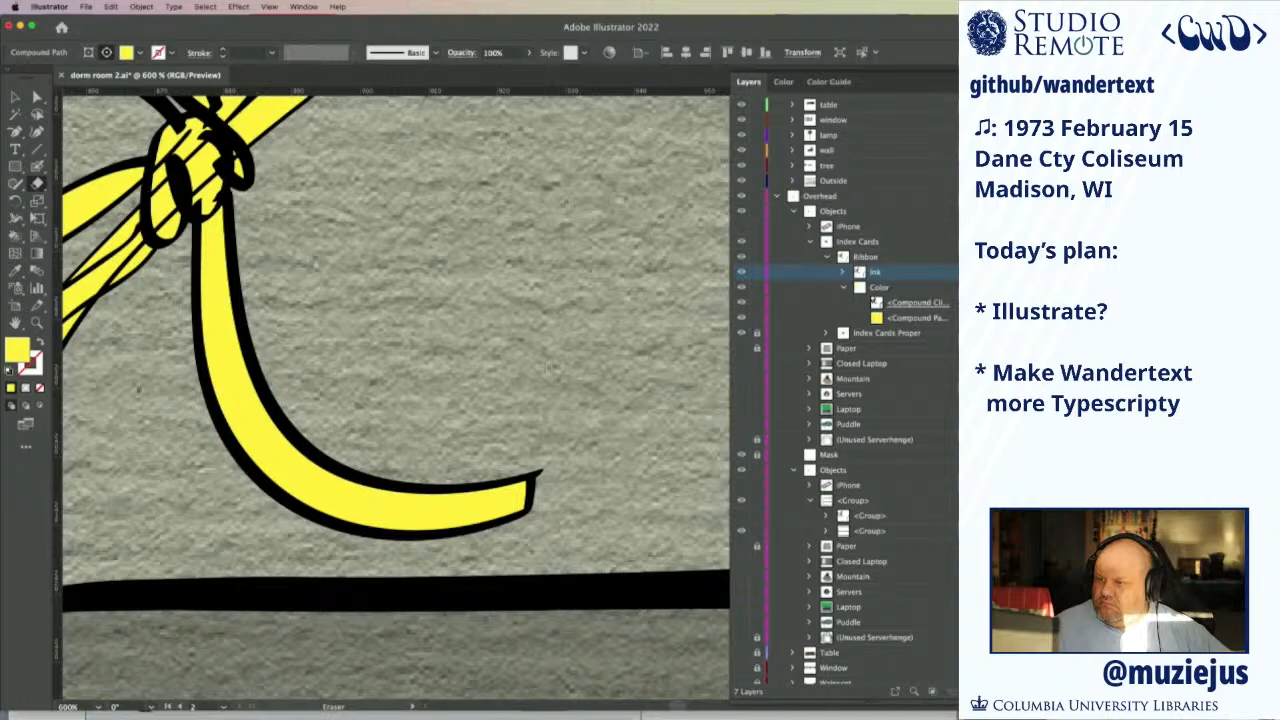 Illustrator File Edit Object Type Select Effect View Window Help
Adobe Illustrator 2022
Compound Path Stroke: Basic Opacity: 100% Style: Transform
dorm room 2.ai* @ 600 % (RGB/Preview)
Layers Color Color Guide
table
window
lamp
wall
tree
Outside
Overhead
Objects
iPhone
Index Cards
Ribbon
Ink
Color
<Compound Cli...
<Compound Pa...
Index Cards Proper
Paper
Closed Laptop
Mountain
Servers
Laptop
Puddle
(Unused Serverhenge)
Mask
Objects
iPhone
<Group>
<Group>
<Group>
Paper
Closed Laptop
Mountain
Servers
Laptop
Puddle
(Unused Serverhenge)
Table
Window
7 Layers
600% 0° 2 Eraser
STUDIO
REMOTE
<CWD>
github/wandertext
♫: 1973 February 15
Dane Cty Coliseum
Madison, WI
Today's plan:
* Illustrate?
* Make Wandertext
more Typescripty
@muziejus
COLUMBIA UNIVERSITY LIBRARIES